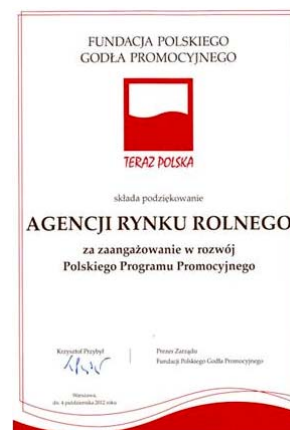 FUNDACJA POLSKIEGO
GODŁA PROMOCYJNEGO
TERAZ POLSKA
składa podziękowanie
AGENCJI RYNKU ROLNEGO
za zaangażowanie w rozwój
Polskiego Programu Promocyjnego
Krzysztof Przybył
Prezes Zarządu
Fundacji Polskiego Godła Promocyjnego
Warszawa,
dn. 4 października 2012 roku